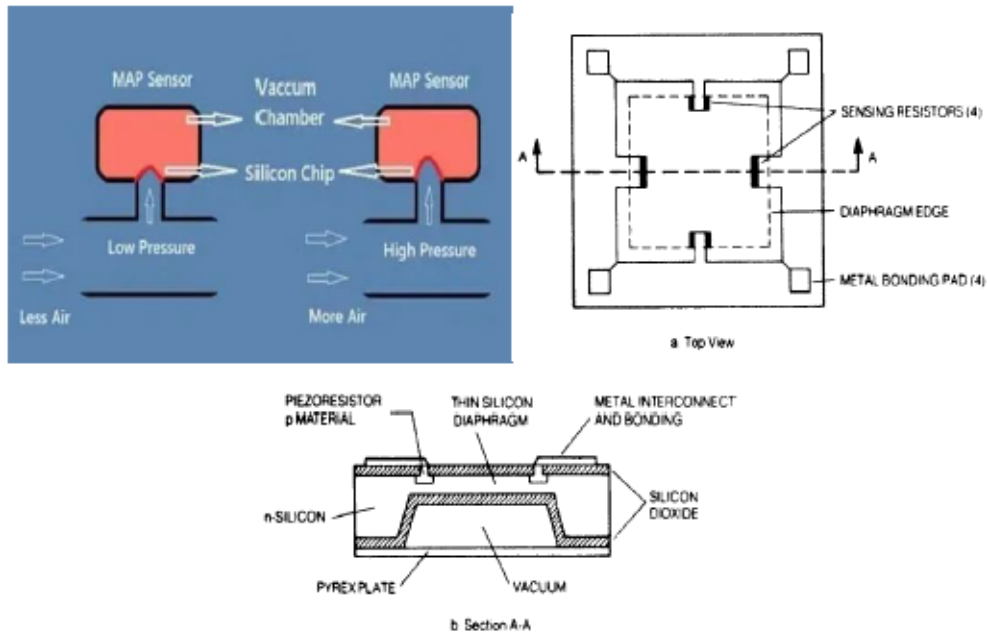 MAP Sensor
Vaccum
Chamber
MAP Sensor
Silicon Chip
Low Pressure
High Pressure
Less Air
More Air
A
A
SENSING RESISTORS (4)
DIAPHRAGM EDGE
METAL BONDING PAD (4)
a Top View
PIEZORESISTOR
p MATERIAL
THIN SILICON
DIAPHRAGM
METAL INTERCONNECT
AND BONDING
n-SILICON
SILICON
DIOXIDE
PYREX PLATE
VACUUM
b Section A-A